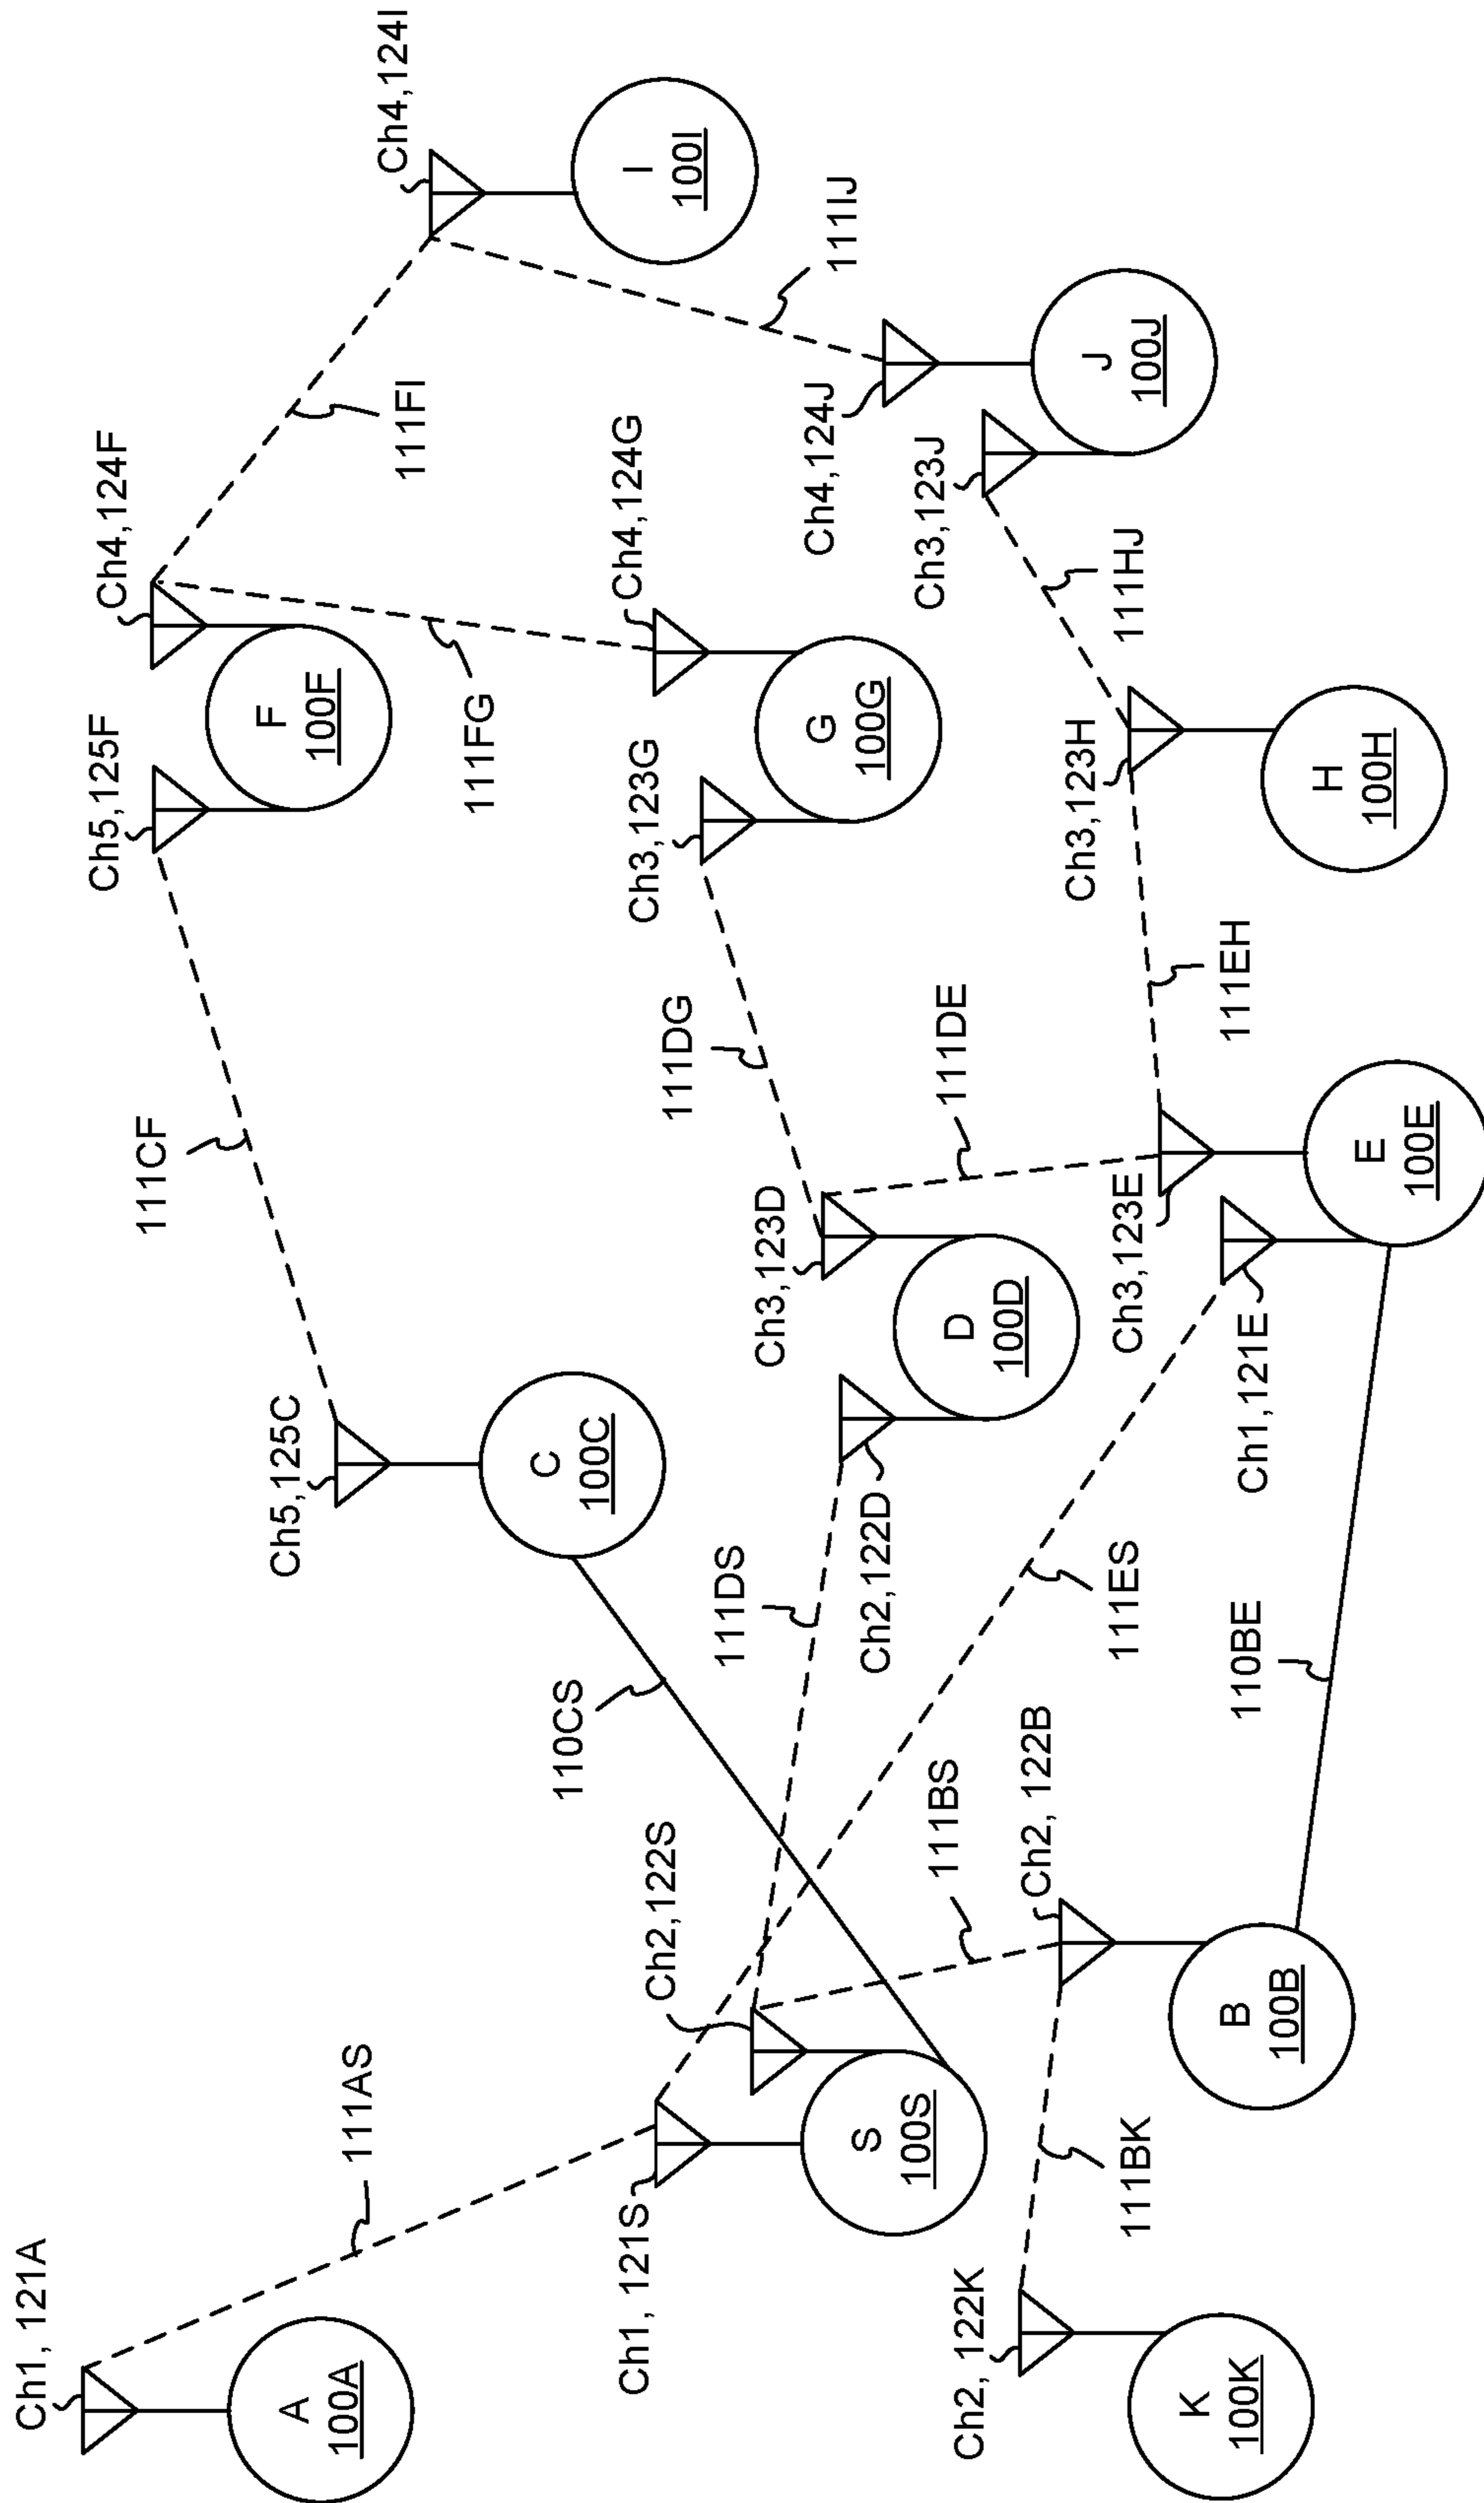 Ch1, 121A
A
100A
111AS
Ch1, 121S
S
100S
Ch2,122S
Ch2, 122K
K
100K
111BK
B
100B
Ch2, 122B
111BS
110CS
110BE
111ES
111DS
Ch2,122D
Ch5,125C
C
100C
D
100D
Ch3,123D
Ch1,121E
Ch3,123E
E
100E
111CF
111DG
111DE
111EH
Ch5,125F
F
100F
Ch4,124F
111FG
Ch3,123G
G
100G
Ch4,124G
Ch3,123H
H
100H
111HJ
111FI
Ch3,123J
Ch4,124J
J
100J
111IJ
Ch4,124I
I
100I